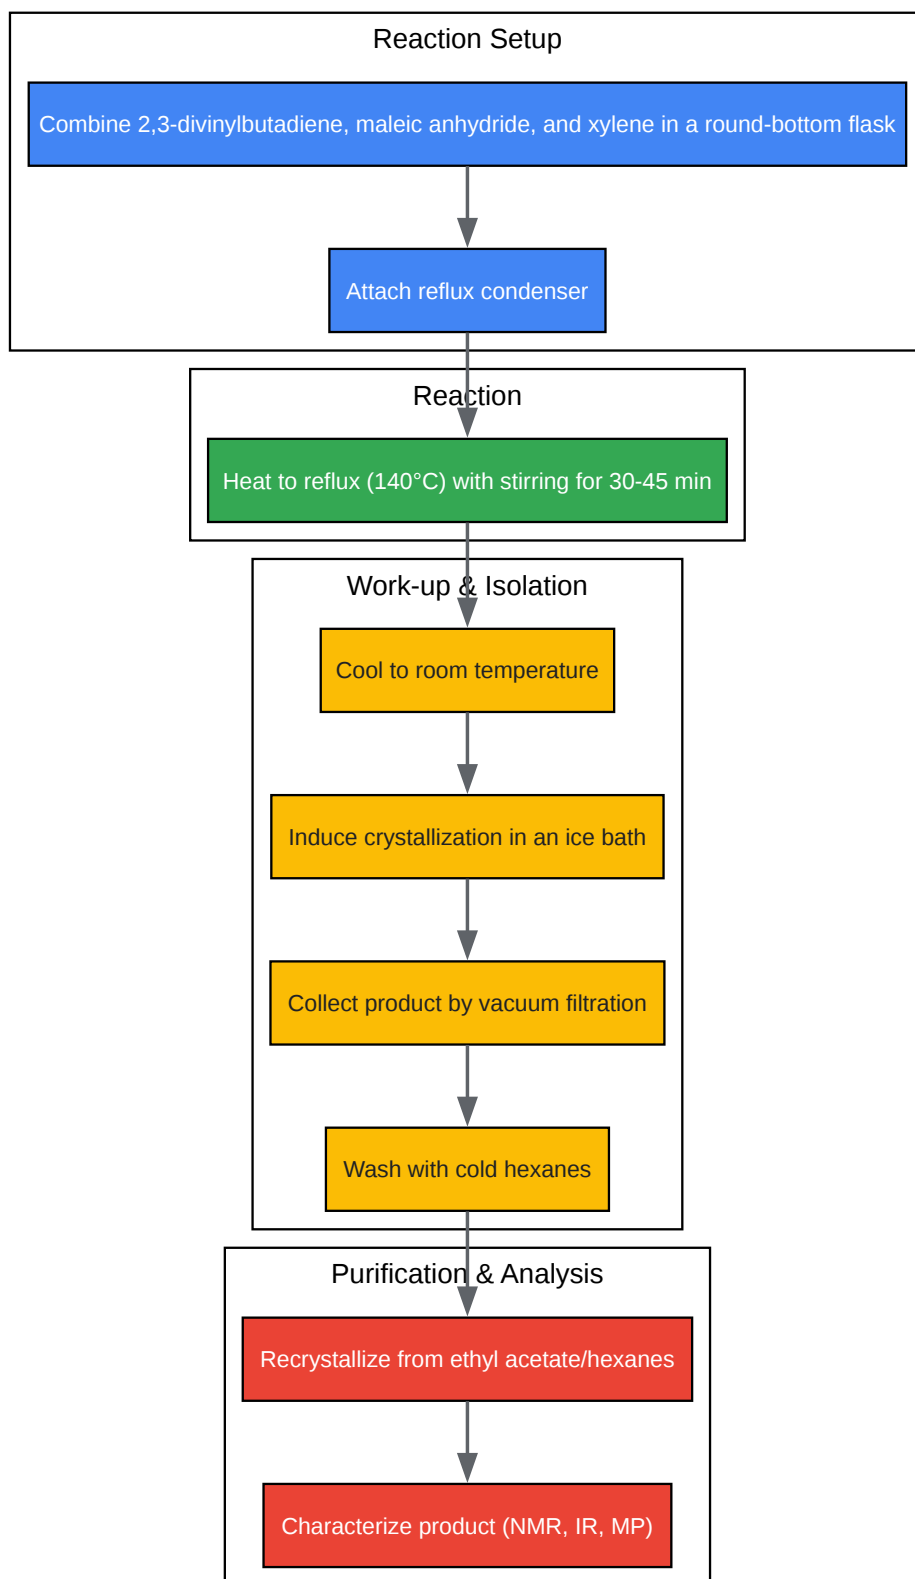 Reaction Setup
Combine 2,3-divinylbutadiene, maleic anhydride, and xylene in a round-bottom flask
Attach reflux condenser
Reaction
Heat to reflux (140°C) with stirring for 30-45 min
Work-up & Isolation
Cool to room temperature
Induce crystallization in an ice bath
Collect product by vacuum filtration
Wash with cold hexanes
Purification & Analysis
Recrystallize from ethyl acetate/hexanes
Characterize product (NMR, IR, MP)